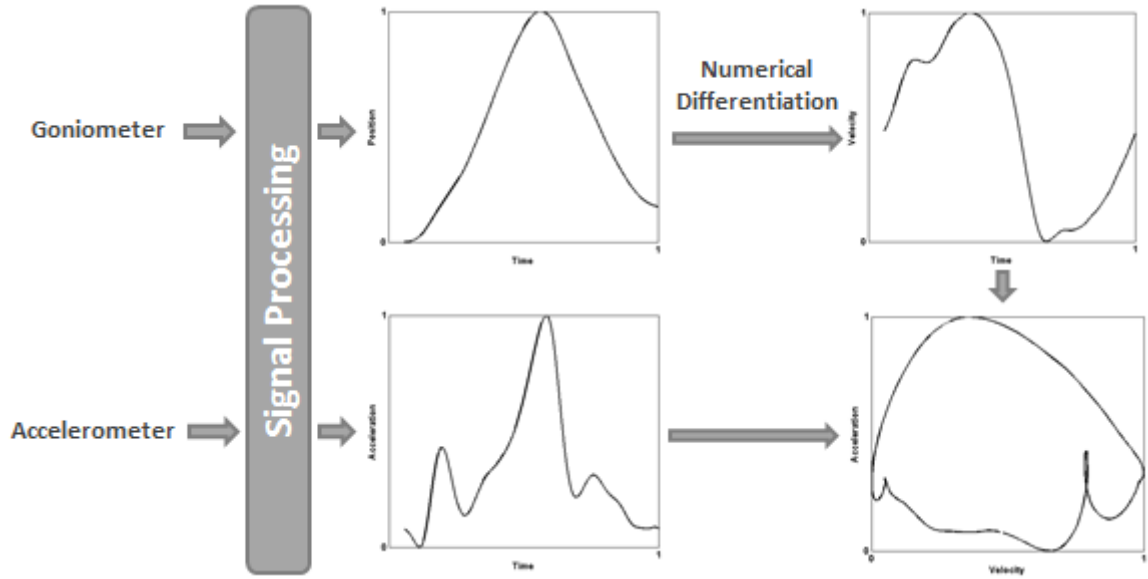 Goniometer
Accelerometer
Signal Processing
1
Position
0
Time
1
Numerical
Differentiation
1
Velocity
0
Time
1
1
Acceleration
0
Time
1
1
Acceleration
0
0
Velocity
1